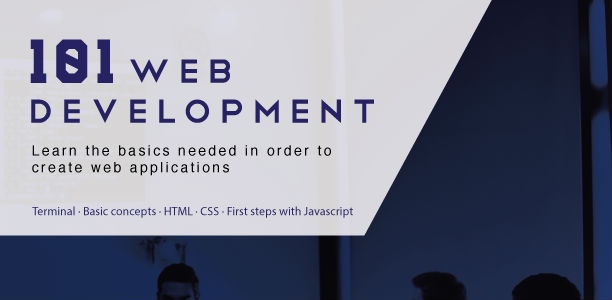 101 WEB
DEVELOPMENT
Learn the basics needed in order to
create web applications
Terminal · Basic concepts · HTML · CSS · First steps with Javascript